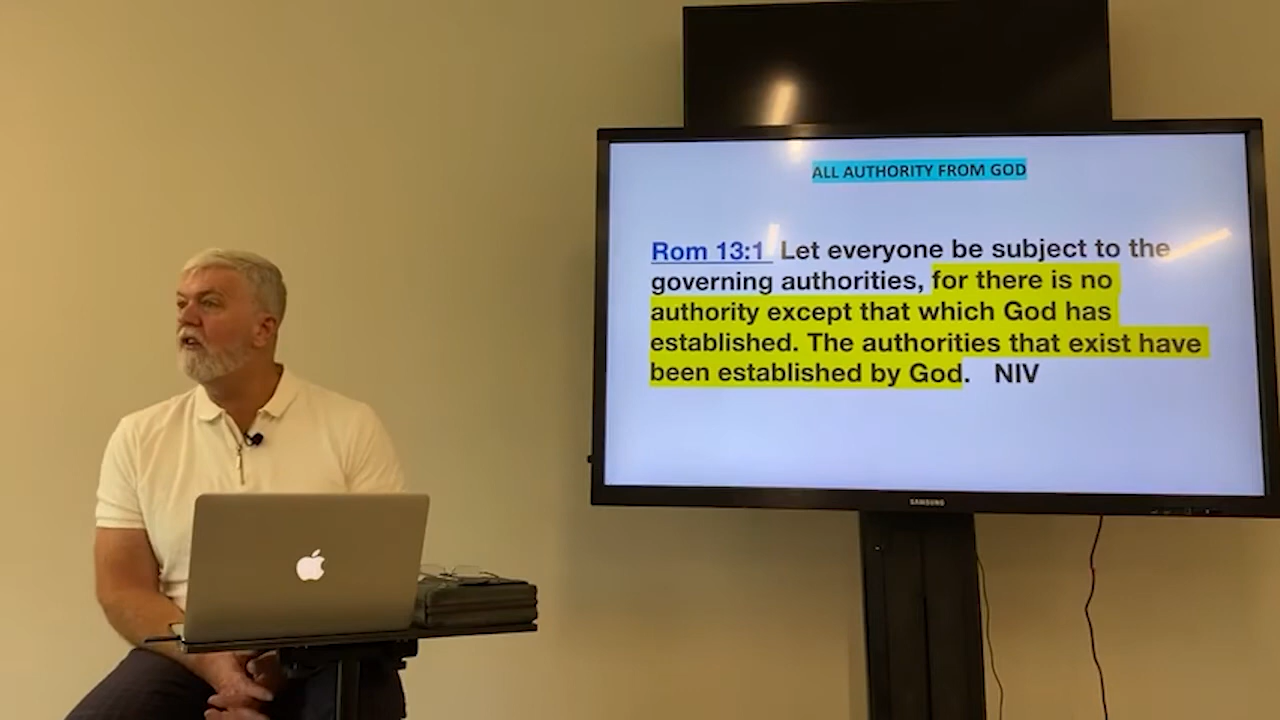 ALL AUTHORITY FROM GOD
Rom 13:1 Let everyone be subject to the
governing authorities, for there is no
authority except that which God has
established. The authorities that exist have
been established by God. NIV
SAMSUNG